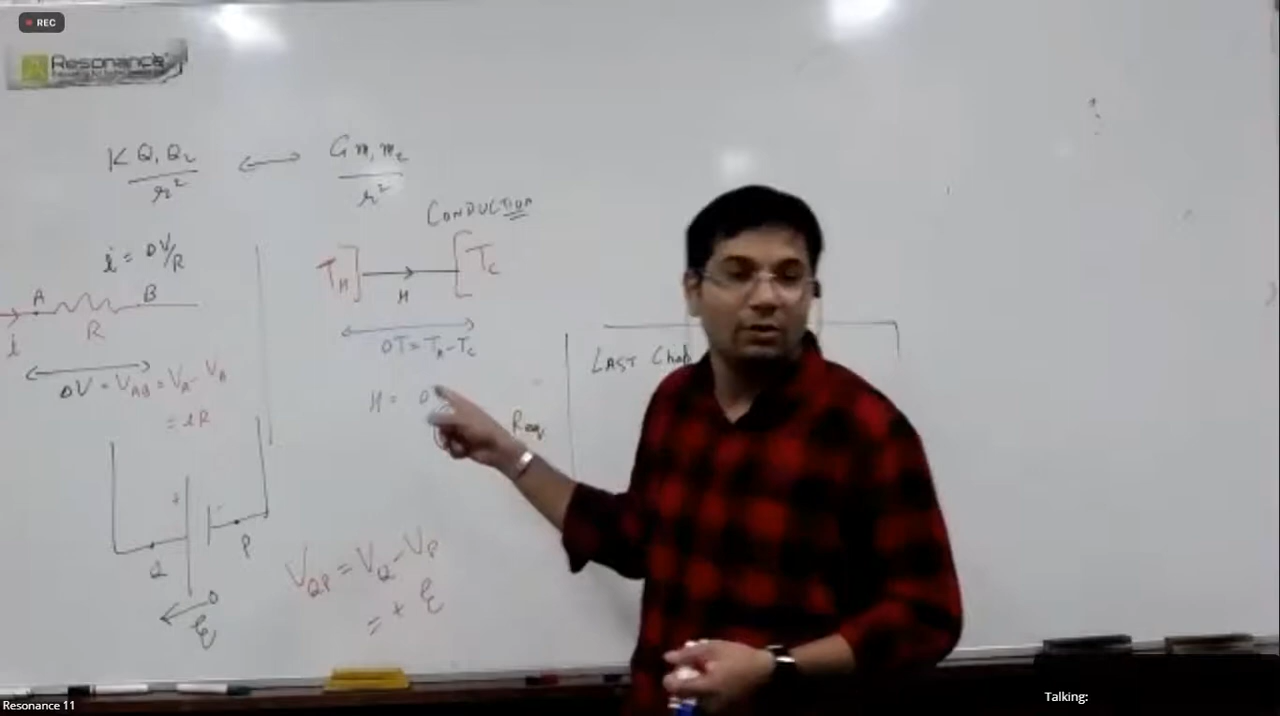 REC
Resonance
K Q₁ Q₂ / r² ↔ G m₁ m₂ / r²
CONDUCTION
i = ΔV/R
T_H T_C
H
A B
R
i
ΔT = T_H - T_C
LAST Chap
ΔV = V_AB = V_A - V_B
= iR
H =
Req
+ -
Q P
V_QP = V_Q - V_P
= + ℰ
ℰ
Resonance 11
Talking: